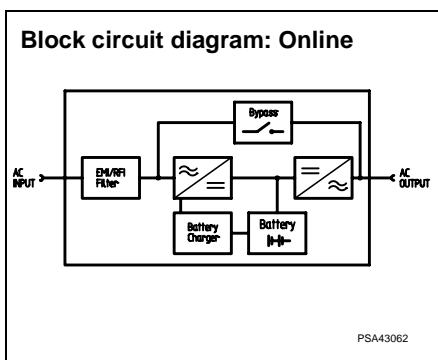 Block circuit diagram: Online
Bypass
AC
INPUT
EMI/RFI
Filter
AC
OUTPUT
Battery
Charger
Battery
PSA43062